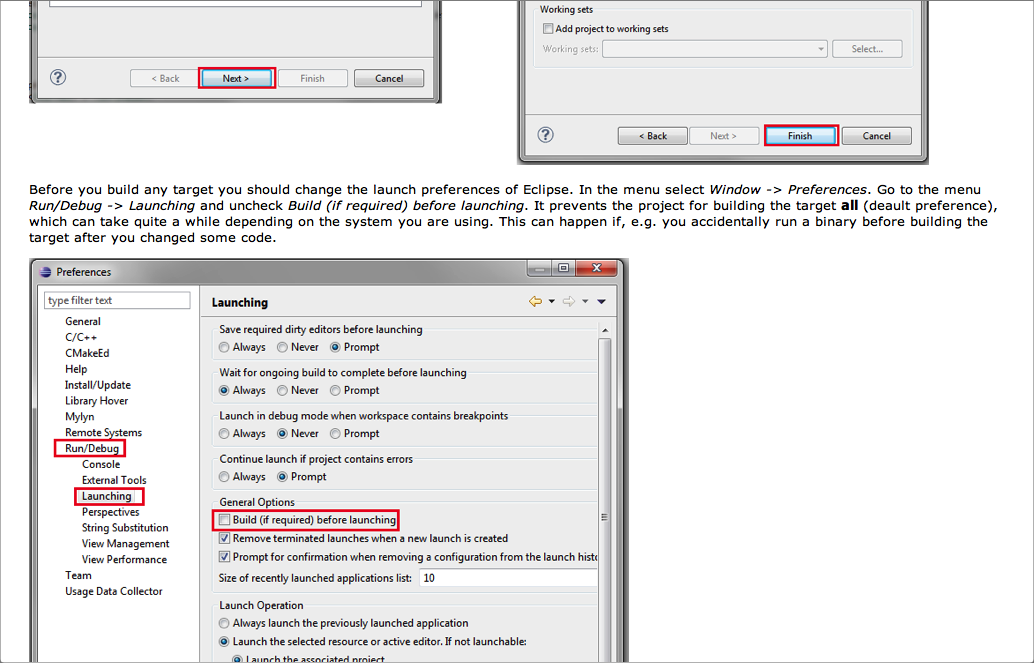 Working sets
Add project to working sets
Working sets:
Select...
< Back
Next >
Finish
Cancel
< Back
Next >
Finish
Cancel
Before you build any target you should change the launch preferences of Eclipse. In the menu select Window -> Preferences. Go to the menu
Run/Debug -> Launching and uncheck Build (if required) before launching. It prevents the project for building the target all (deault preference),
which can take quite a while depending on the system you are using. This can happen if, e.g. you accidentally run a binary before building the
target after you changed some code.
Preferences
type filter text
General
C/C++
CMakeEd
Help
Install/Update
Library Hover
Mylyn
Remote Systems
Run/Debug
Console
External Tools
Launching
Perspectives
String Substitution
View Management
View Performance
Team
Usage Data Collector
Launching
Save required dirty editors before launching
Always Never Prompt
Wait for ongoing build to complete before launching
Always Never Prompt
Launch in debug mode when workspace contains breakpoints
Always Never Prompt
Continue launch if project contains errors
Always Prompt
General Options
Build (if required) before launching
Remove terminated launches when a new launch is created
Prompt for confirmation when removing a configuration from the launch histo
Size of recently launched applications list: 10
Launch Operation
Always launch the previously launched application
Launch the selected resource or active editor. If not launchable:
Launch the associated project